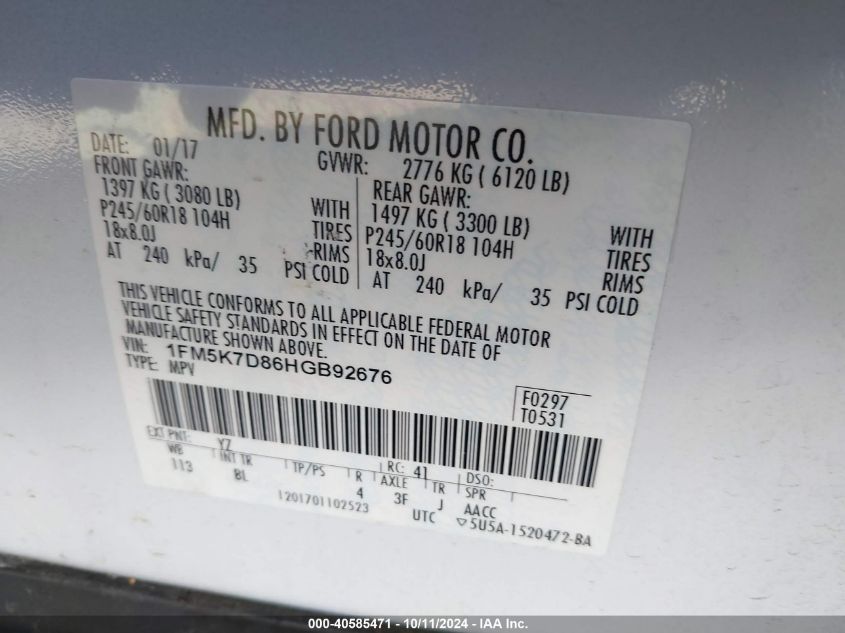 MFD. BY FORD MOTOR CO.
DATE: 01/17 GVWR: 2776 KG ( 6120 LB)
FRONT GAWR: REAR GAWR:
1397 KG ( 3080 LB) WITH 1497 KG ( 3300 LB) WITH
P245/60R18 104H TIRES P245/60R18 104H TIRES
18x8.0J RIMS 18x8.0J RIMS
AT 240 kPa/ 35 PSI COLD AT 240 kPa/ 35 PSI COLD
THIS VEHICLE CONFORMS TO ALL APPLICABLE FEDERAL MOTOR
VEHICLE SAFETY STANDARDS IN EFFECT ON THE DATE OF
MANUFACTURE SHOWN ABOVE.
VIN: 1FM5K7D86HGB92676
TYPE: MPV
F0297
T0531
EXT PNT: YZ RC: 41 DSO:
WB INT TR TP/PS R AXLE TR SPR
113 BL 4 3F J AACC
1201701102523 UTC ▽5U5A-1520472-BA
000-40585471 - 10/11/2024 - IAA Inc.